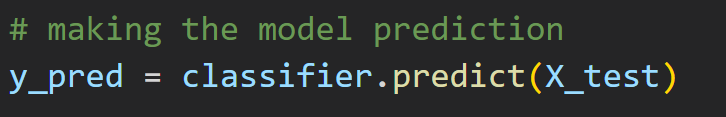 # making the model prediction
y_pred = classifier.predict(X_test)